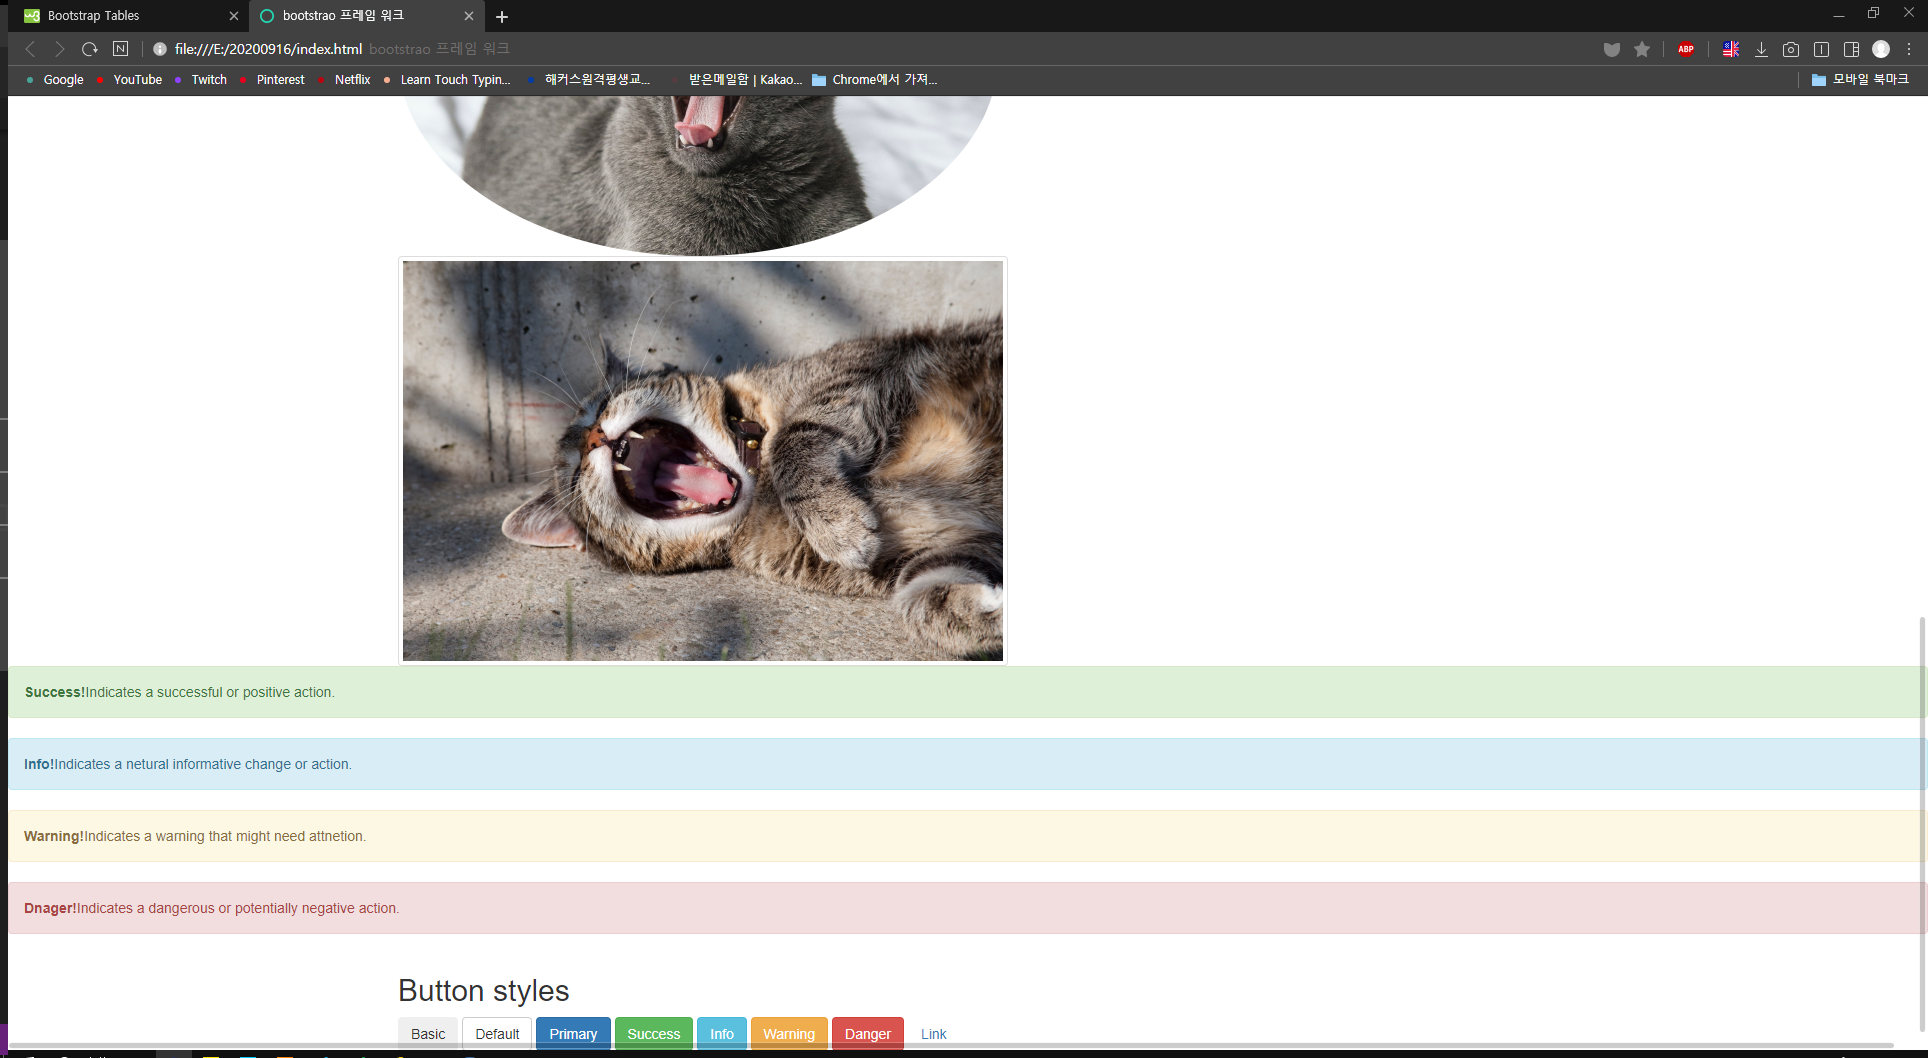 Bootstrap Tables
bootstrao 프레임 워크
file:///E:/20200916/index.html bootstrao 프레임 워크
ABP
Google YouTube Twitch Pinterest Netflix Learn Touch Typin... 해커스원격평생교... 받은메일함 | Kakao... Chrome에서 가져... 모바일 북마크
Success!Indicates a successful or positive action.
Info!Indicates a netural informative change or action.
Warning!Indicates a warning that might need attnetion.
Dnager!Indicates a dangerous or potentially negative action.
Button styles
Basic Default Primary Success Info Warning Danger Link